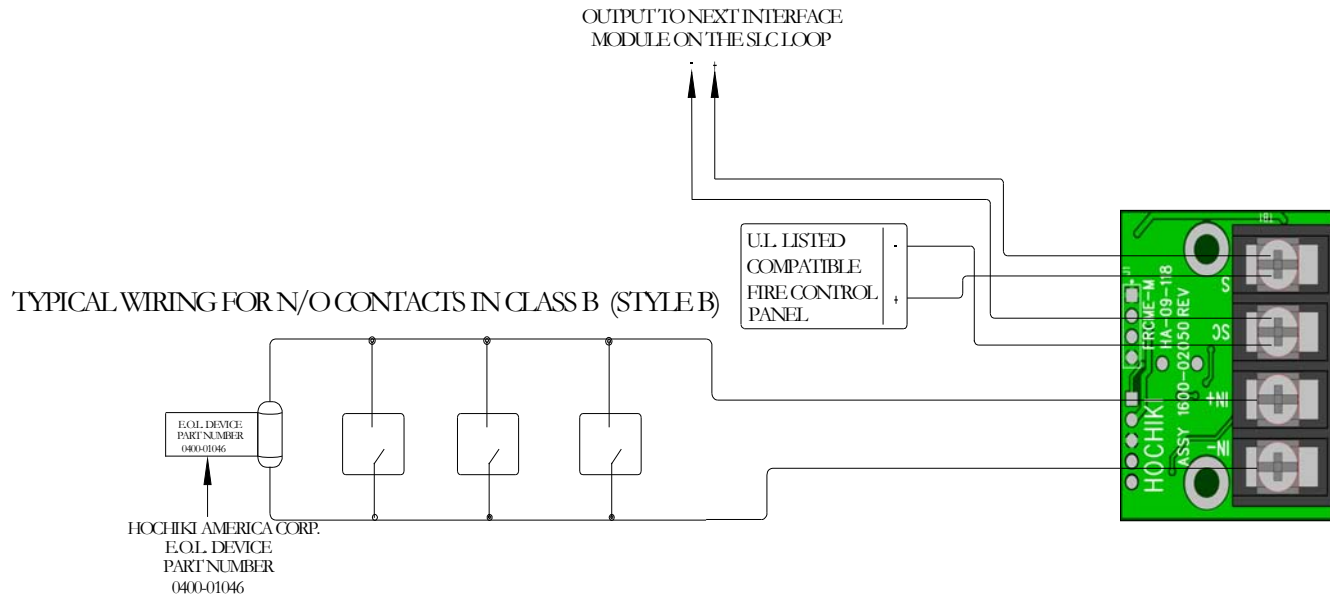 OUTPUT TO NEXT INTERFACE
MODULE ON THE SLC LOOP
- +
U.L. LISTED
COMPATIBLE
FIRE CONTROL
PANEL
-
+
TYPICAL WIRING FOR N/O CONTACTS IN CLASS B (STYLE B)
E.O.L. DEVICE
PART NUMBER
0400-01046
HOCHIKI AMERICA CORP.
E.O.L. DEVICE
PART NUMBER
0400-01046
TB1
J1
FRCME-M
HA-09-118
ASSY 1600-02050 REV
HOCHIKI
S
SC
IN+
IN-